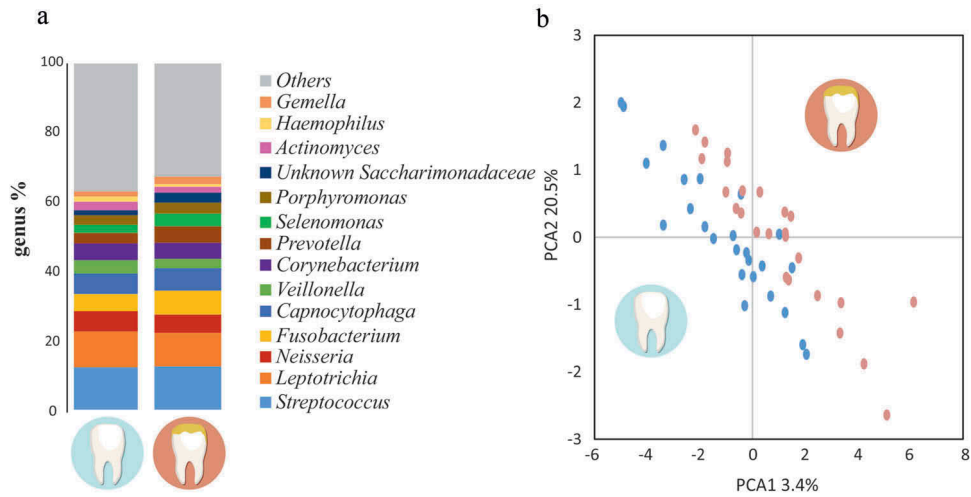 a
100
80
60
40
20
0
genus %
Others
Gemella
Haemophilus
Actinomyces
Unknown Saccharimonadaceae
Porphyromonas
Selenomonas
Prevotella
Corynebacterium
Veillonella
Capnocytophaga
Fusobacterium
Neisseria
Leptotrichia
Streptococcus
b
3
2
1
0
-1
-2
-3
PCA2 20.5%
-6 -4 -2 0 2 4 6 8
PCA1 3.4%